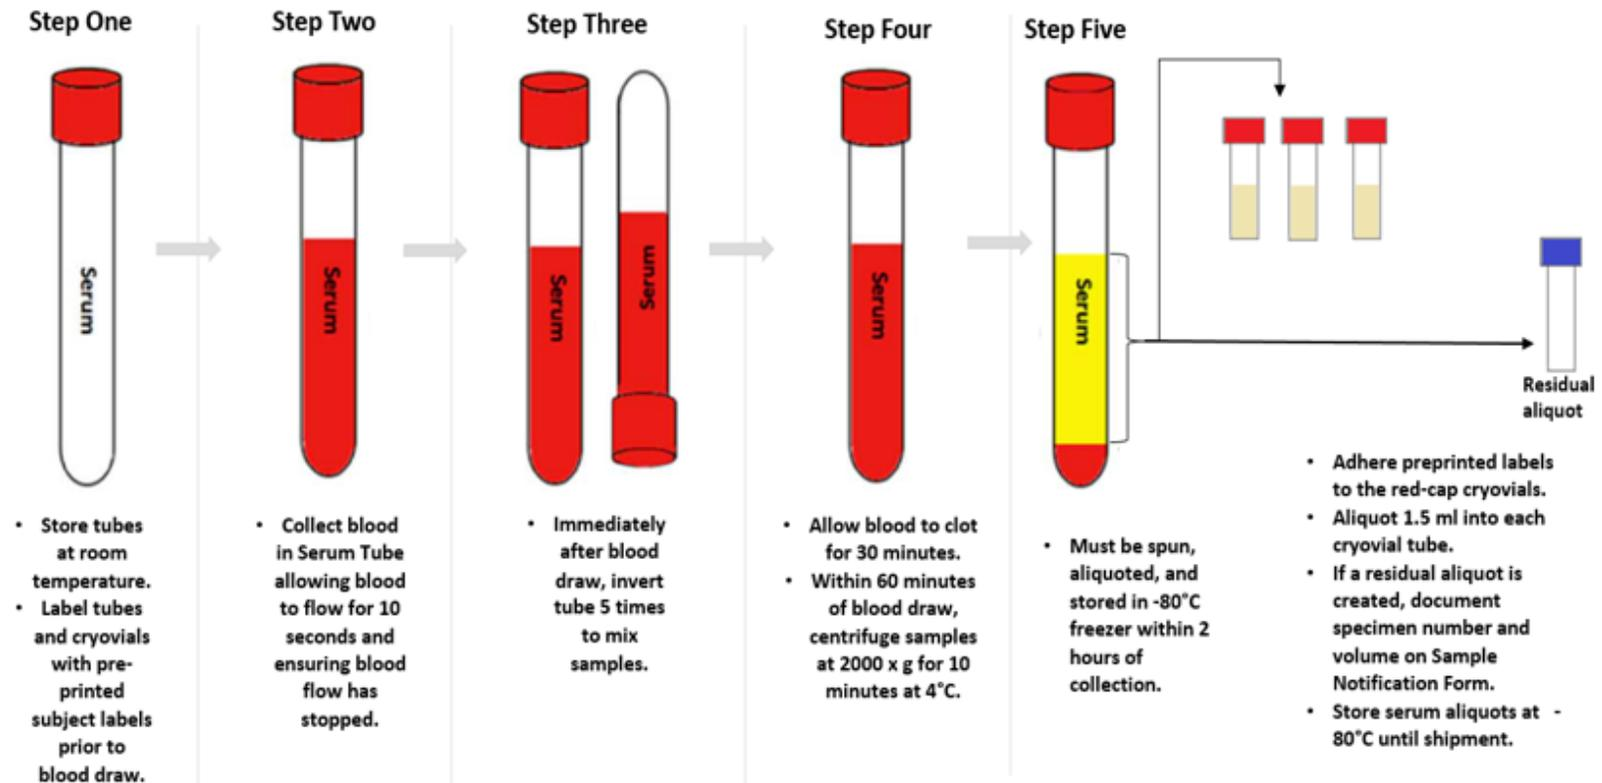 Step One
Serum
• Store tubes
at room
temperature.
• Label tubes
and cryovials
with pre-
printed
subject labels
prior to
blood draw.
Step Two
Serum
• Collect blood
in Serum Tube
allowing blood
to flow for 10
seconds and
ensuring blood
flow has
stopped.
Step Three
Serum
Serum
• Immediately
after blood
draw, invert
tube 5 times
to mix
samples.
Step Four
Serum
• Allow blood to clot
for 30 minutes.
• Within 60 minutes
of blood draw,
centrifuge samples
at 2000 x g for 10
minutes at 4°C.
Step Five
Serum
• Must be spun,
aliquoted, and
stored in -80°C
freezer within 2
hours of
collection.
Residual
aliquot
• Adhere preprinted labels
to the red-cap cryovials.
• Aliquot 1.5 ml into each
cryovial tube.
• If a residual aliquot is
created, document
specimen number and
volume on Sample
Notification Form.
• Store serum aliquots at -
80°C until shipment.